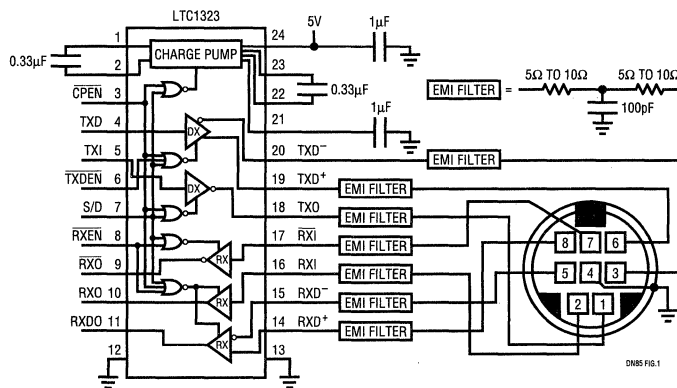 LTC1323
5V
1µF
1
24
CHARGE PUMP
0.33µF
2
23
5Ω TO 10Ω
5Ω TO 10Ω
0.33µF
EMI FILTER
=
CPEN
3
22
1µF
100pF
TXD
4
21
DX
TXI
5
20
TXD–
EMI FILTER
TXDEN
6
19
TXD+
EMI FILTER
DX
S/D
7
18
TXO
EMI FILTER
RXEN
8
17
RXI
EMI FILTER
8
7
6
RX
RXO
9
16
RXI
EMI FILTER
5
4
3
RXO
10
RX
15
RXD–
EMI FILTER
2
1
RXDO
11
RX
14
RXD+
EMI FILTER
12
13
DN85 FIG.1